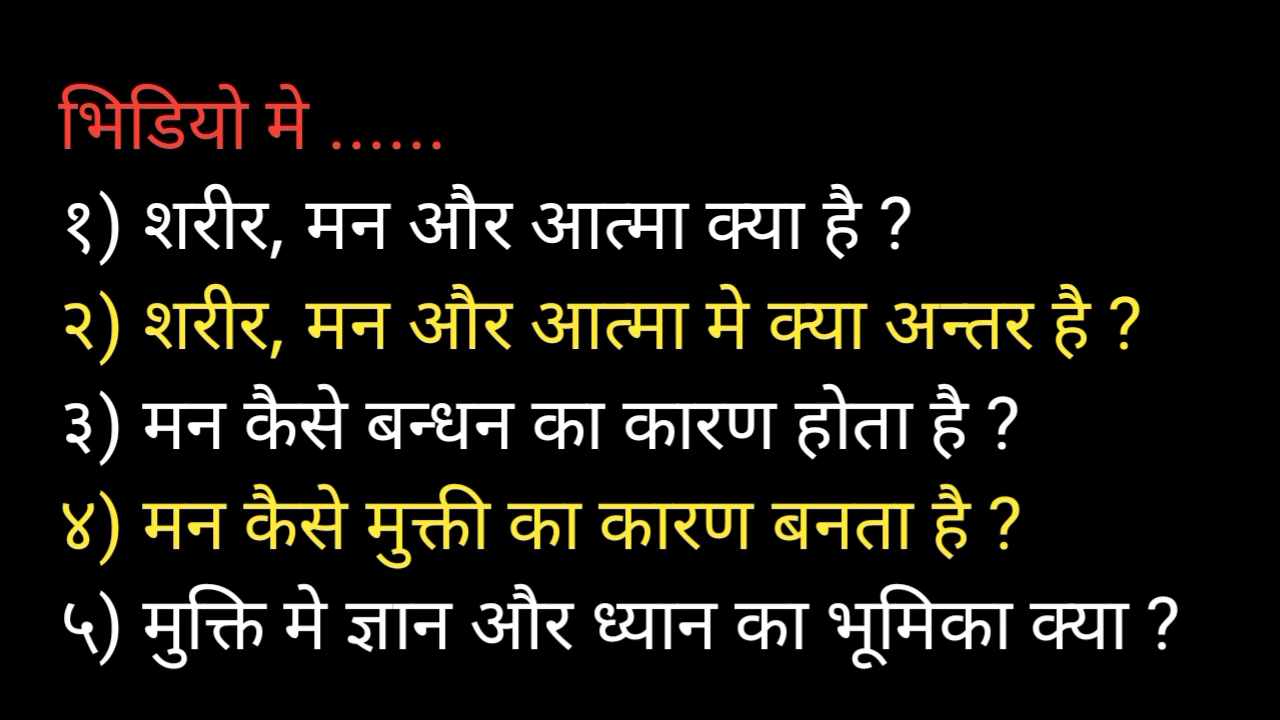 भिडियो मे ......
१) शरीर, मन और आत्मा क्या है ?
२) शरीर, मन और आत्मा मे क्या अन्तर है ?
३) मन कैसे बन्धन का कारण होता है ?
४) मन कैसे मुक्ती का कारण बनता है ?
५) मुक्ति मे ज्ञान और ध्यान का भूमिका क्या ?